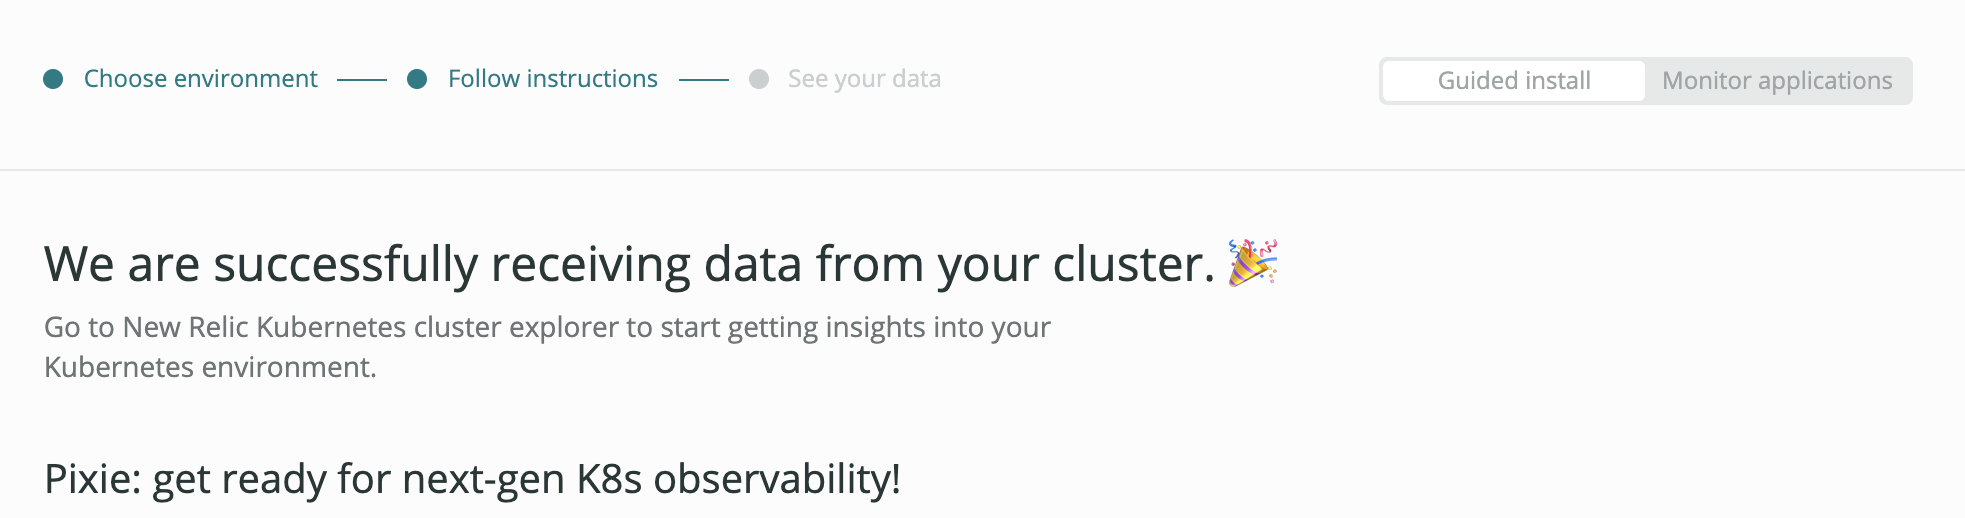 Choose environment
Follow instructions
See your data
Guided install
Monitor applications
We are successfully receiving data from your cluster. 🎉
Go to New Relic Kubernetes cluster explorer to start getting insights into your
Kubernetes environment.
Pixie: get ready for next-gen K8s observability!